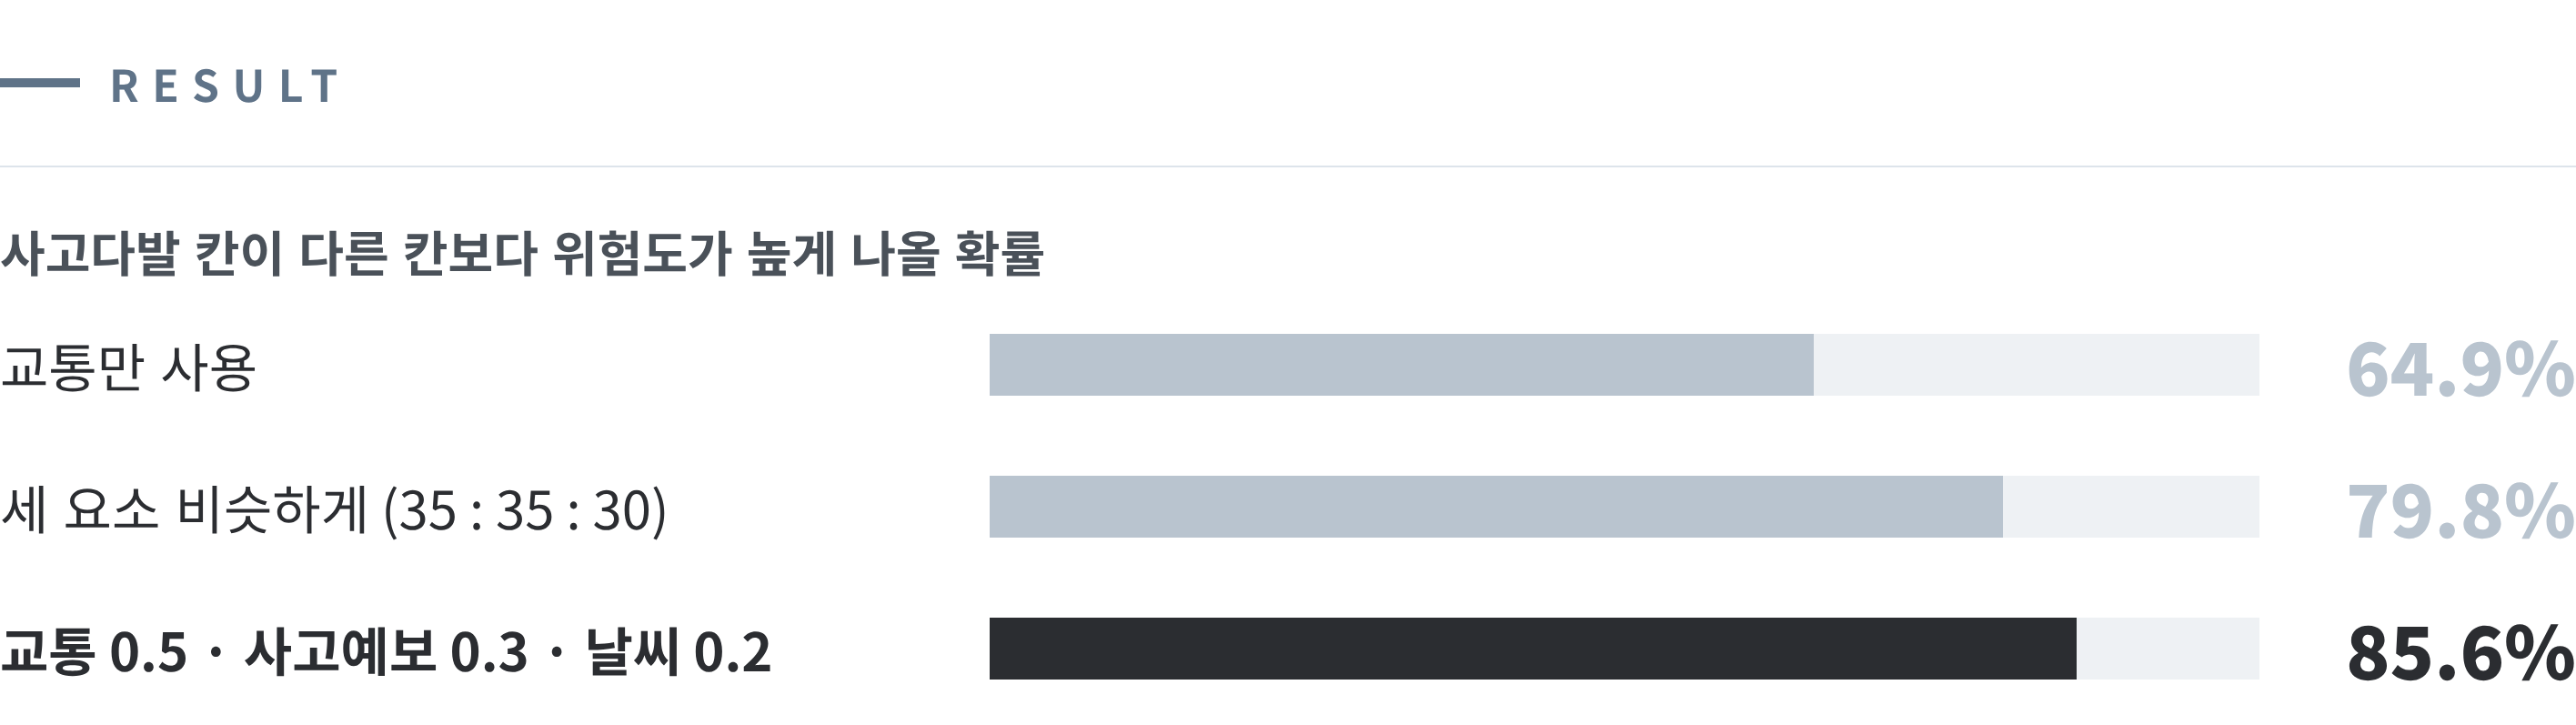 RESULT
사고다발 칸이 다른 칸보다 위험도가 높게 나올 확률
교통만 사용 64.9%
세 요소 비슷하게 (35 : 35 : 30) 79.8%
교통 0.5 · 사고예보 0.3 · 날씨 0.2 85.6%